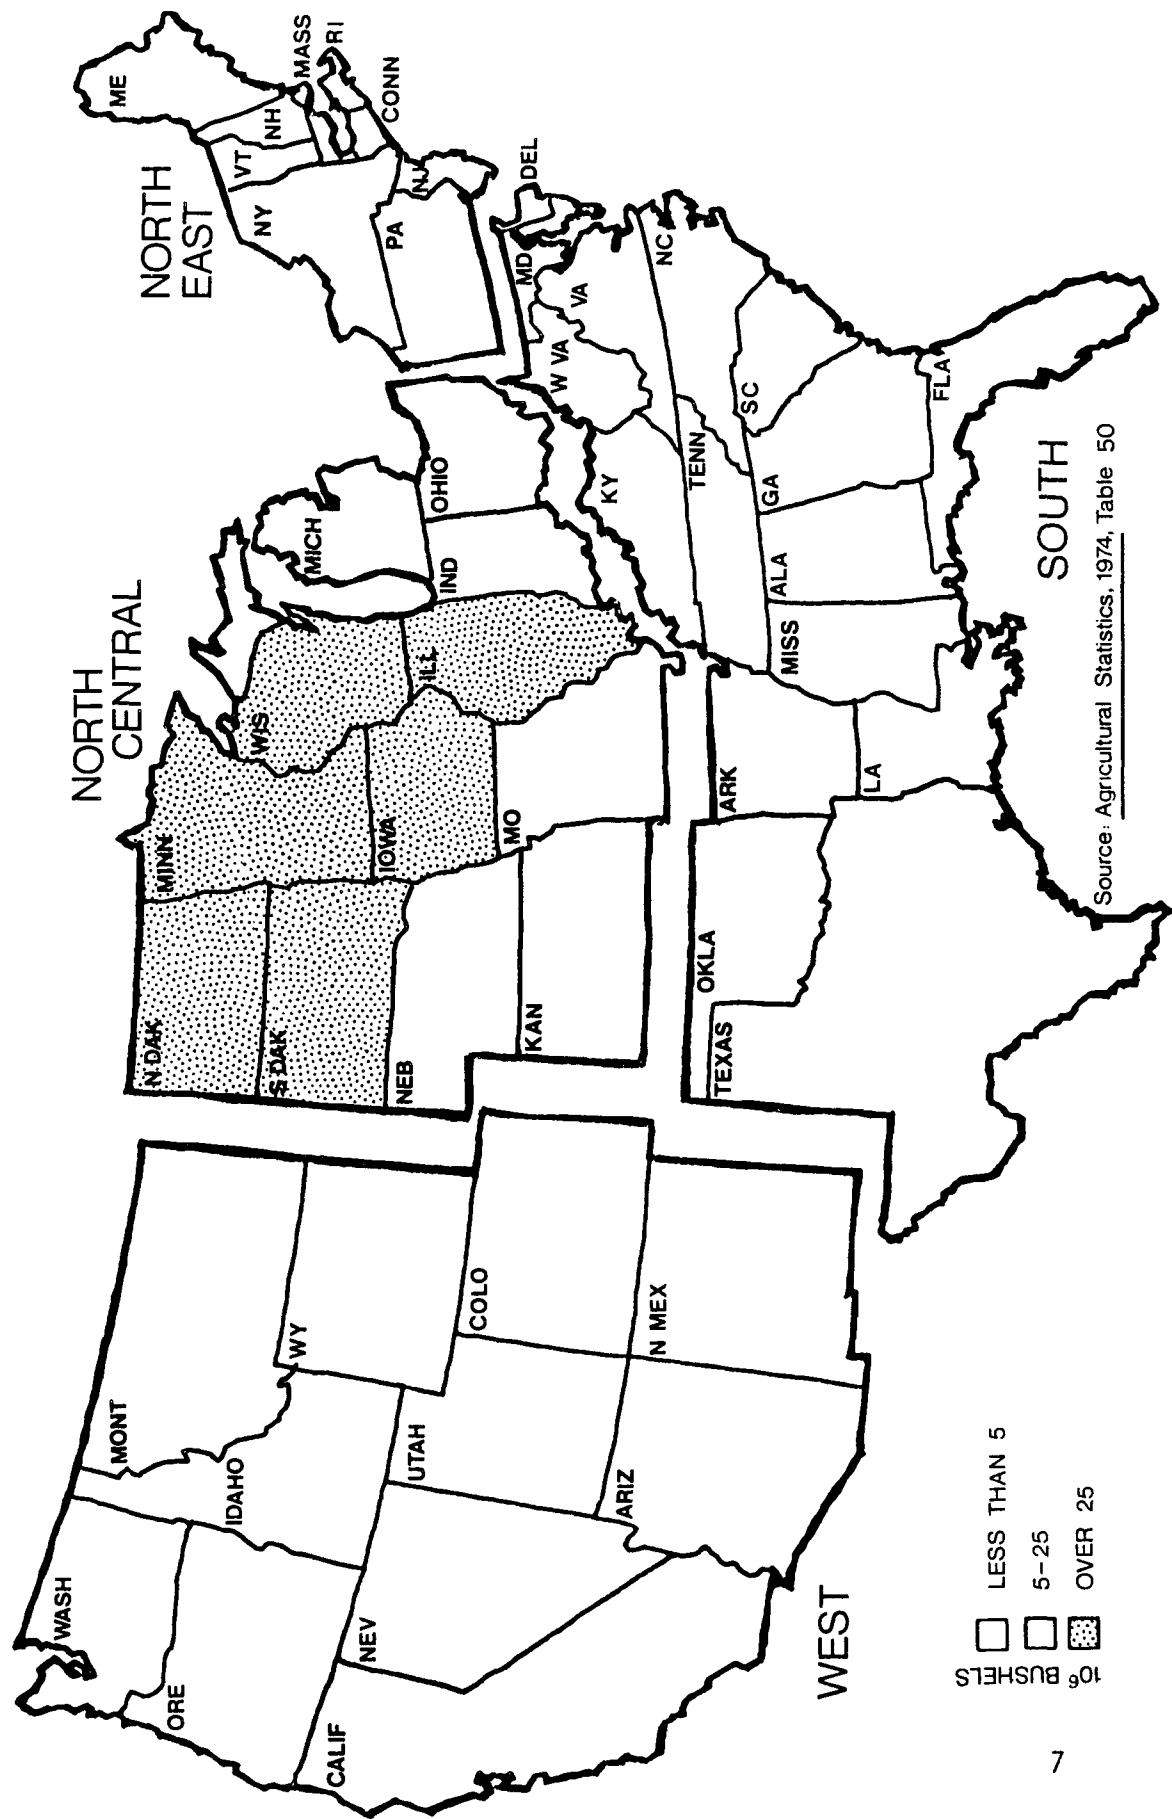 NORTH
EAST
ME
VT
NH
MASS
RI
CONN
NY
PA
NJ
NORTH
CENTRAL
N DAK
MINN
S DAK
WIS
MICH
IOWA
ILL
IND
OHIO
NEB
KAN
MO
WASH
MONT
ORE
IDAHO
WY
CALIF
NEV
UTAH
COLO
ARIZ
N MEX
WEST
MD
DEL
W VA
VA
KY
NC
TENN
SC
OKLA
TEXAS
ARK
LA
MISS
ALA
GA
FLA
SOUTH
10⁶ BUSHELS
LESS THAN 5
5-25
OVER 25
Source: Agricultural Statistics, 1974, Table 50
7